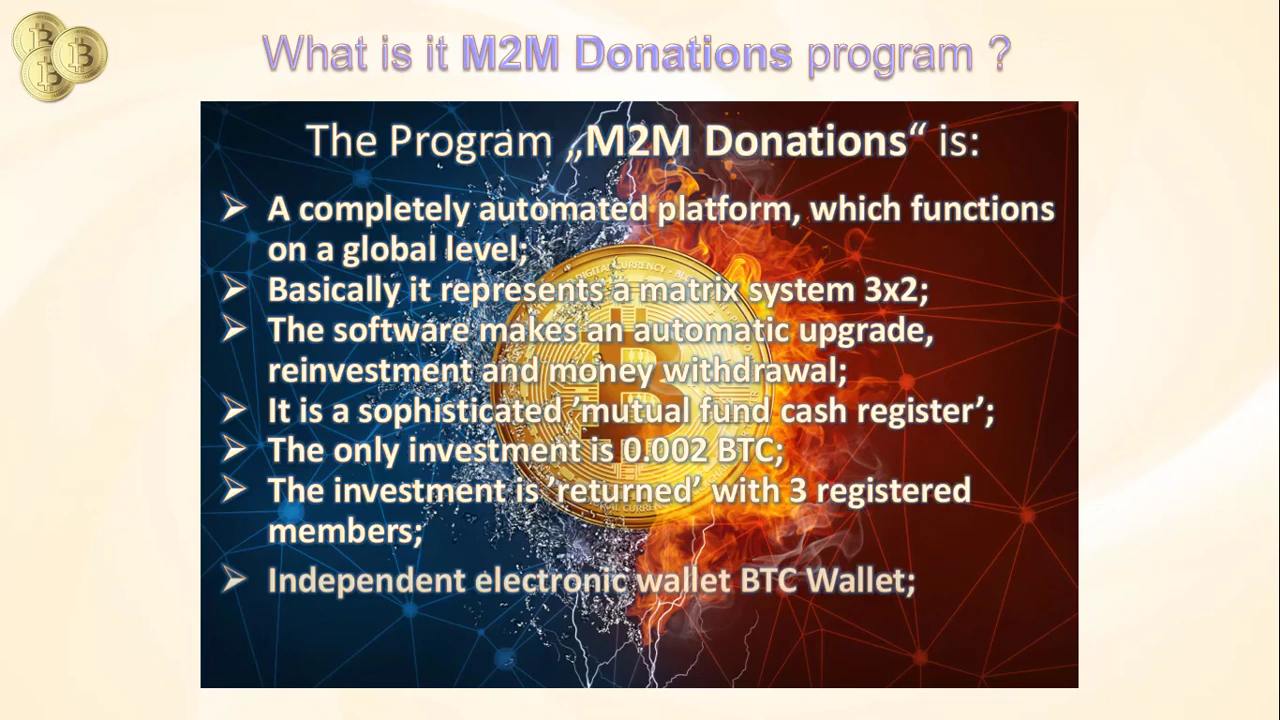 What is it M2M Donations program ?
The Program „M2M Donations“ is:
➢ A completely automated platform, which functions
on a global level;
➢ Basically it represents a matrix system 3x2;
➢ The software makes an automatic upgrade,
reinvestment and money withdrawal;
➢ It is a sophisticated ’mutual fund cash register’;
➢ The only investment is 0.002 BTC;
➢ The investment is ’returned’ with 3 registered
members;
➢ Independent electronic wallet BTC Wallet;